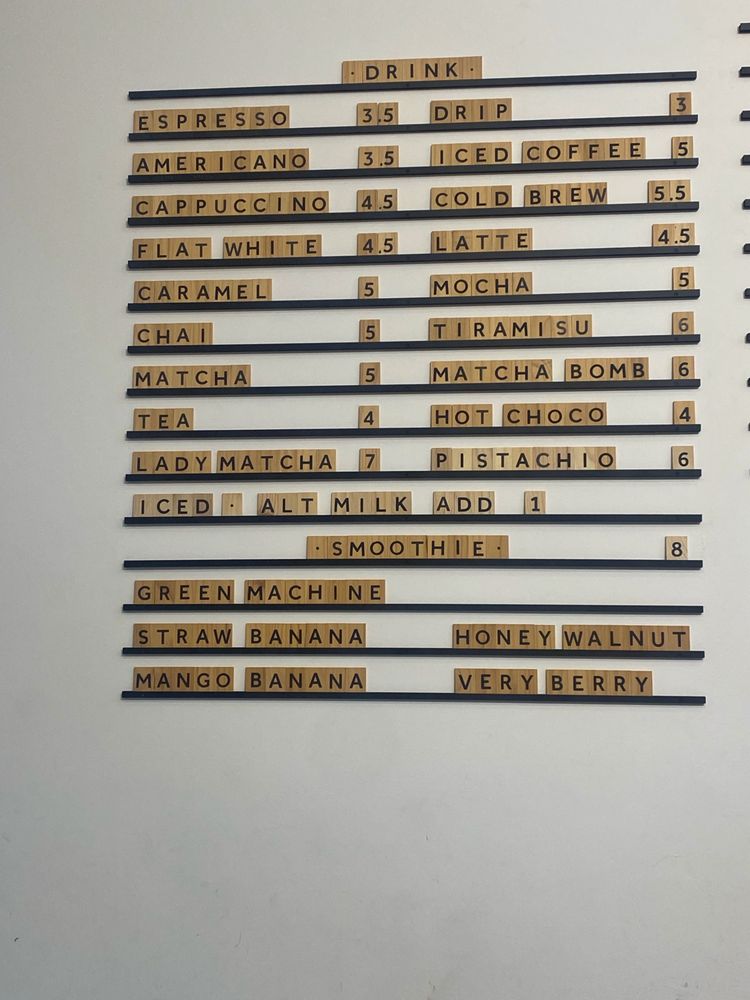 · DRINK ·
ESPRESSO 3.5 DRIP 3
AMERICANO 3.5 ICED COFFEE 5
CAPPUCCINO 4.5 COLD BREW 5.5
FLAT WHITE 4.5 LATTE 4.5
CARAMEL 5 MOCHA 5
CHAI 5 TIRAMISU 6
MATCHA 5 MATCHA BOMB 6
TEA 4 HOT CHOCO 4
LADY MATCHA 7 PISTACHIO 6
ICED · ALT MILK ADD 1
· SMOOTHIE · 8
GREEN MACHINE
STRAW BANANA HONEY WALNUT
MANGO BANANA VERY BERRY